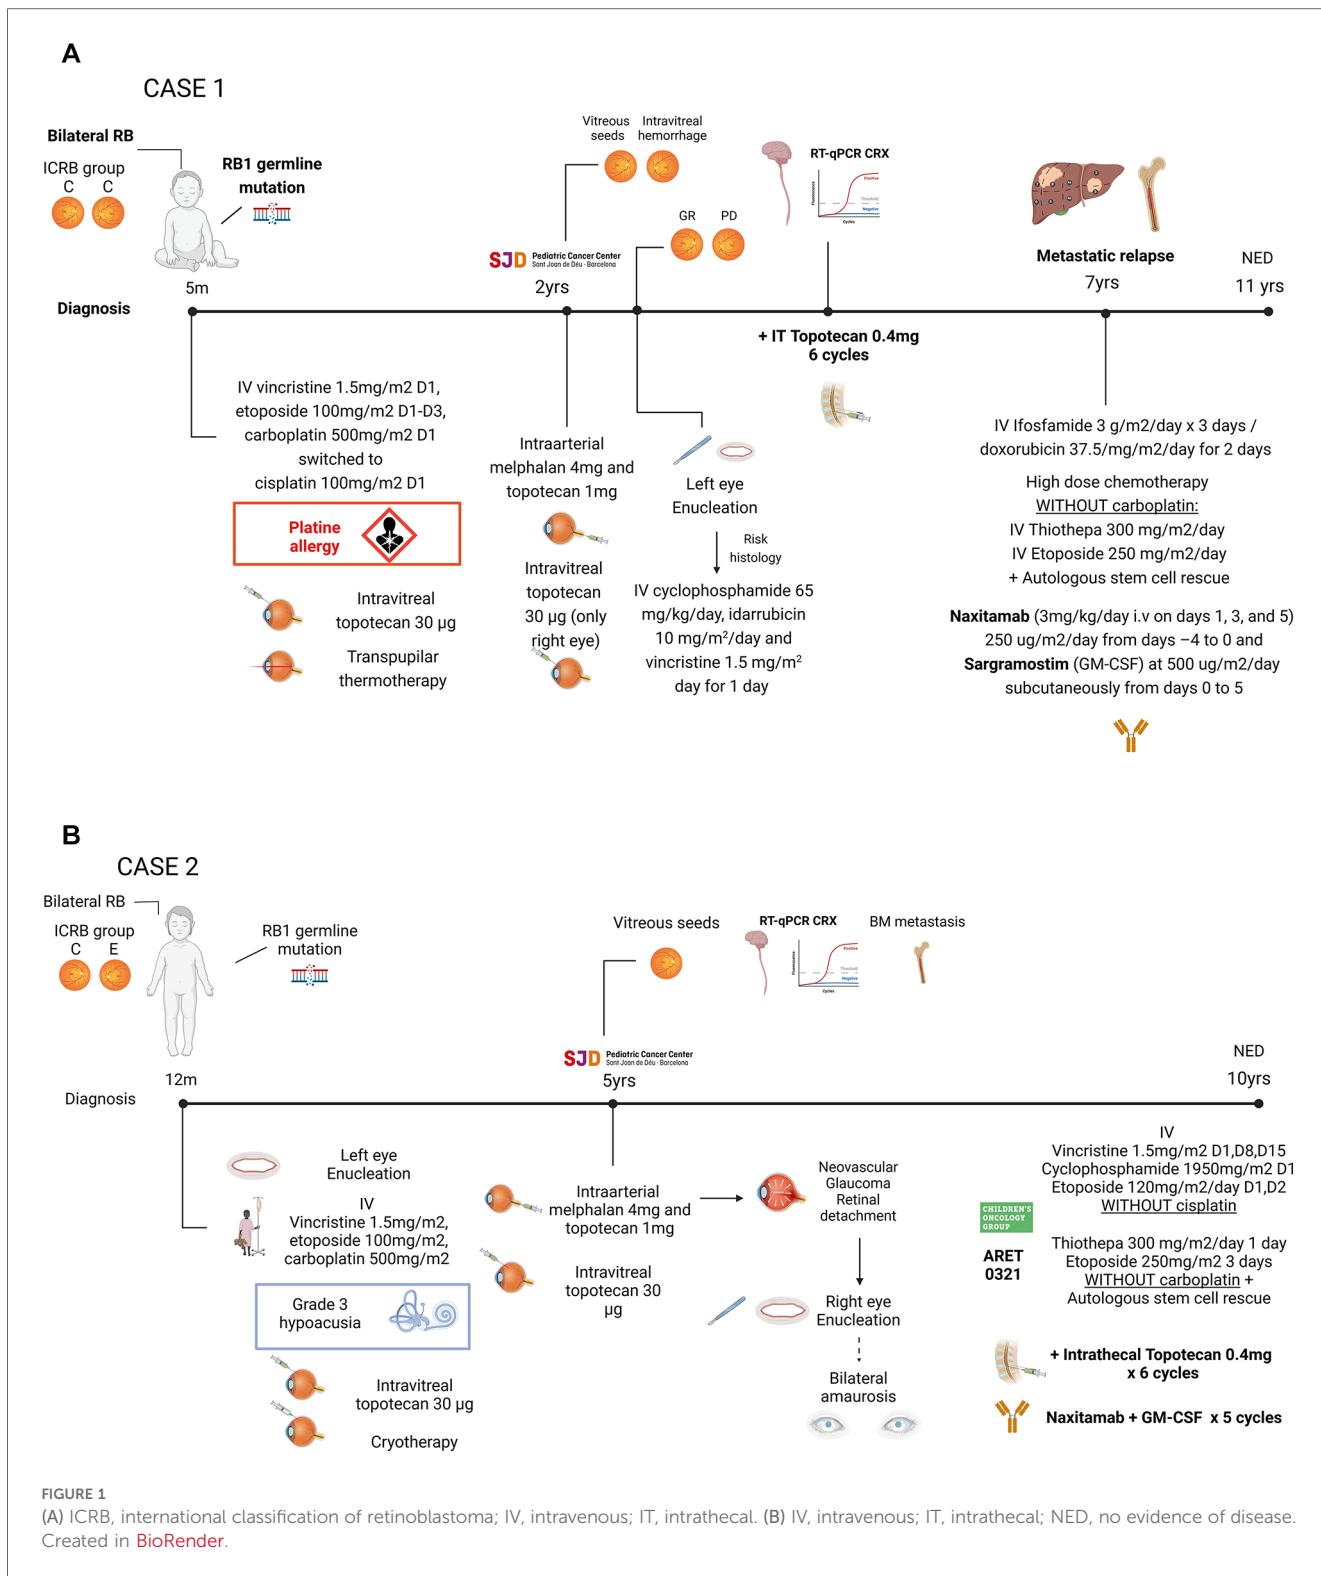 A
CASE 1
Bilateral RB
ICRB group
C C
RB1 germline
mutation
5m
Diagnosis
Vitreous
seeds
Intravitreal
hemorrhage
SJD Pediatric Cancer Center
Sant Joan de Déu · Barcelona
2yrs
GR PD
RT-qPCR CRX
Fluorescence
Positive
Threshold
Negative
Cycles
Metastatic relapse
7yrs
NED
11 yrs
+ IT Topotecan 0.4mg
6 cycles
IV vincristine 1.5mg/m2 D1,
etoposide 100mg/m2 D1-D3,
carboplatin 500mg/m2 D1
switched to
cisplatin 100mg/m2 D1
Platine
allergy
Intravitreal
topotecan 30 µg
Transpupilar
thermotherapy
Intraarterial
melphalan 4mg and
topotecan 1mg
Intravitreal
topotecan
30 µg (only
right eye)
Left eye
Enucleation
Risk
histology
IV cyclophosphamide 65
mg/kg/day, idarrubicin
10 mg/m² /day and
vincristine 1.5 mg/m²
day for 1 day
IV Ifosfamide 3 g/m2/day x 3 days /
doxorubicin 37.5/mg/m2/day for 2 days
High dose chemotherapy
WITHOUT carboplatin:
IV Thiothepa 300 mg/m2/day
IV Etoposide 250 mg/m2/day
+ Autologous stem cell rescue
Naxitamab (3mg/kg/day i.v on days 1, 3, and 5)
250 ug/m2/day from days −4 to 0 and
Sargramostim (GM-CSF) at 500 ug/m2/day
subcutaneously from days 0 to 5
B
CASE 2
Bilateral RB
ICRB group
C E
RB1 germline
mutation
12m
Diagnosis
Vitreous seeds
SJD Pediatric Cancer Center
Sant Joan de Déu · Barcelona
5yrs
RT-qPCR CRX
Fluorescence
Positive
Threshold
Negative
Cycles
BM metastasis
NED
10yrs
Left eye
Enucleation
IV
Vincristine 1.5mg/m2,
etoposide 100mg/m2,
carboplatin 500mg/m2
Grade 3
hypoacusia
Intravitreal
topotecan 30 µg
Cryotherapy
Intraarterial
melphalan 4mg and
topotecan 1mg
Intravitreal
topotecan 30
µg
Neovascular
Glaucoma
Retinal
detachment
Right eye
Enucleation
Bilateral
amaurosis
IV
Vincristine 1.5mg/m2 D1,D8,D15
Cyclophosphamide 1950mg/m2 D1
Etoposide 120mg/m2/day D1,D2
WITHOUT cisplatin
CHILDREN'S
ONCOLOGY
GROUP
ARET
0321
Thiothepa 300 mg/m2/day 1 day
Etoposide 250mg/m2 3 days
WITHOUT carboplatin +
Autologous stem cell rescue
+ Intrathecal Topotecan 0.4mg
x 6 cycles
Naxitamab + GM-CSF x 5 cycles
FIGURE 1
(A) ICRB, international classification of retinoblastoma; IV, intravenous; IT, intrathecal. (B) IV, intravenous; IT, intrathecal; NED, no evidence of disease.
Created in BioRender.